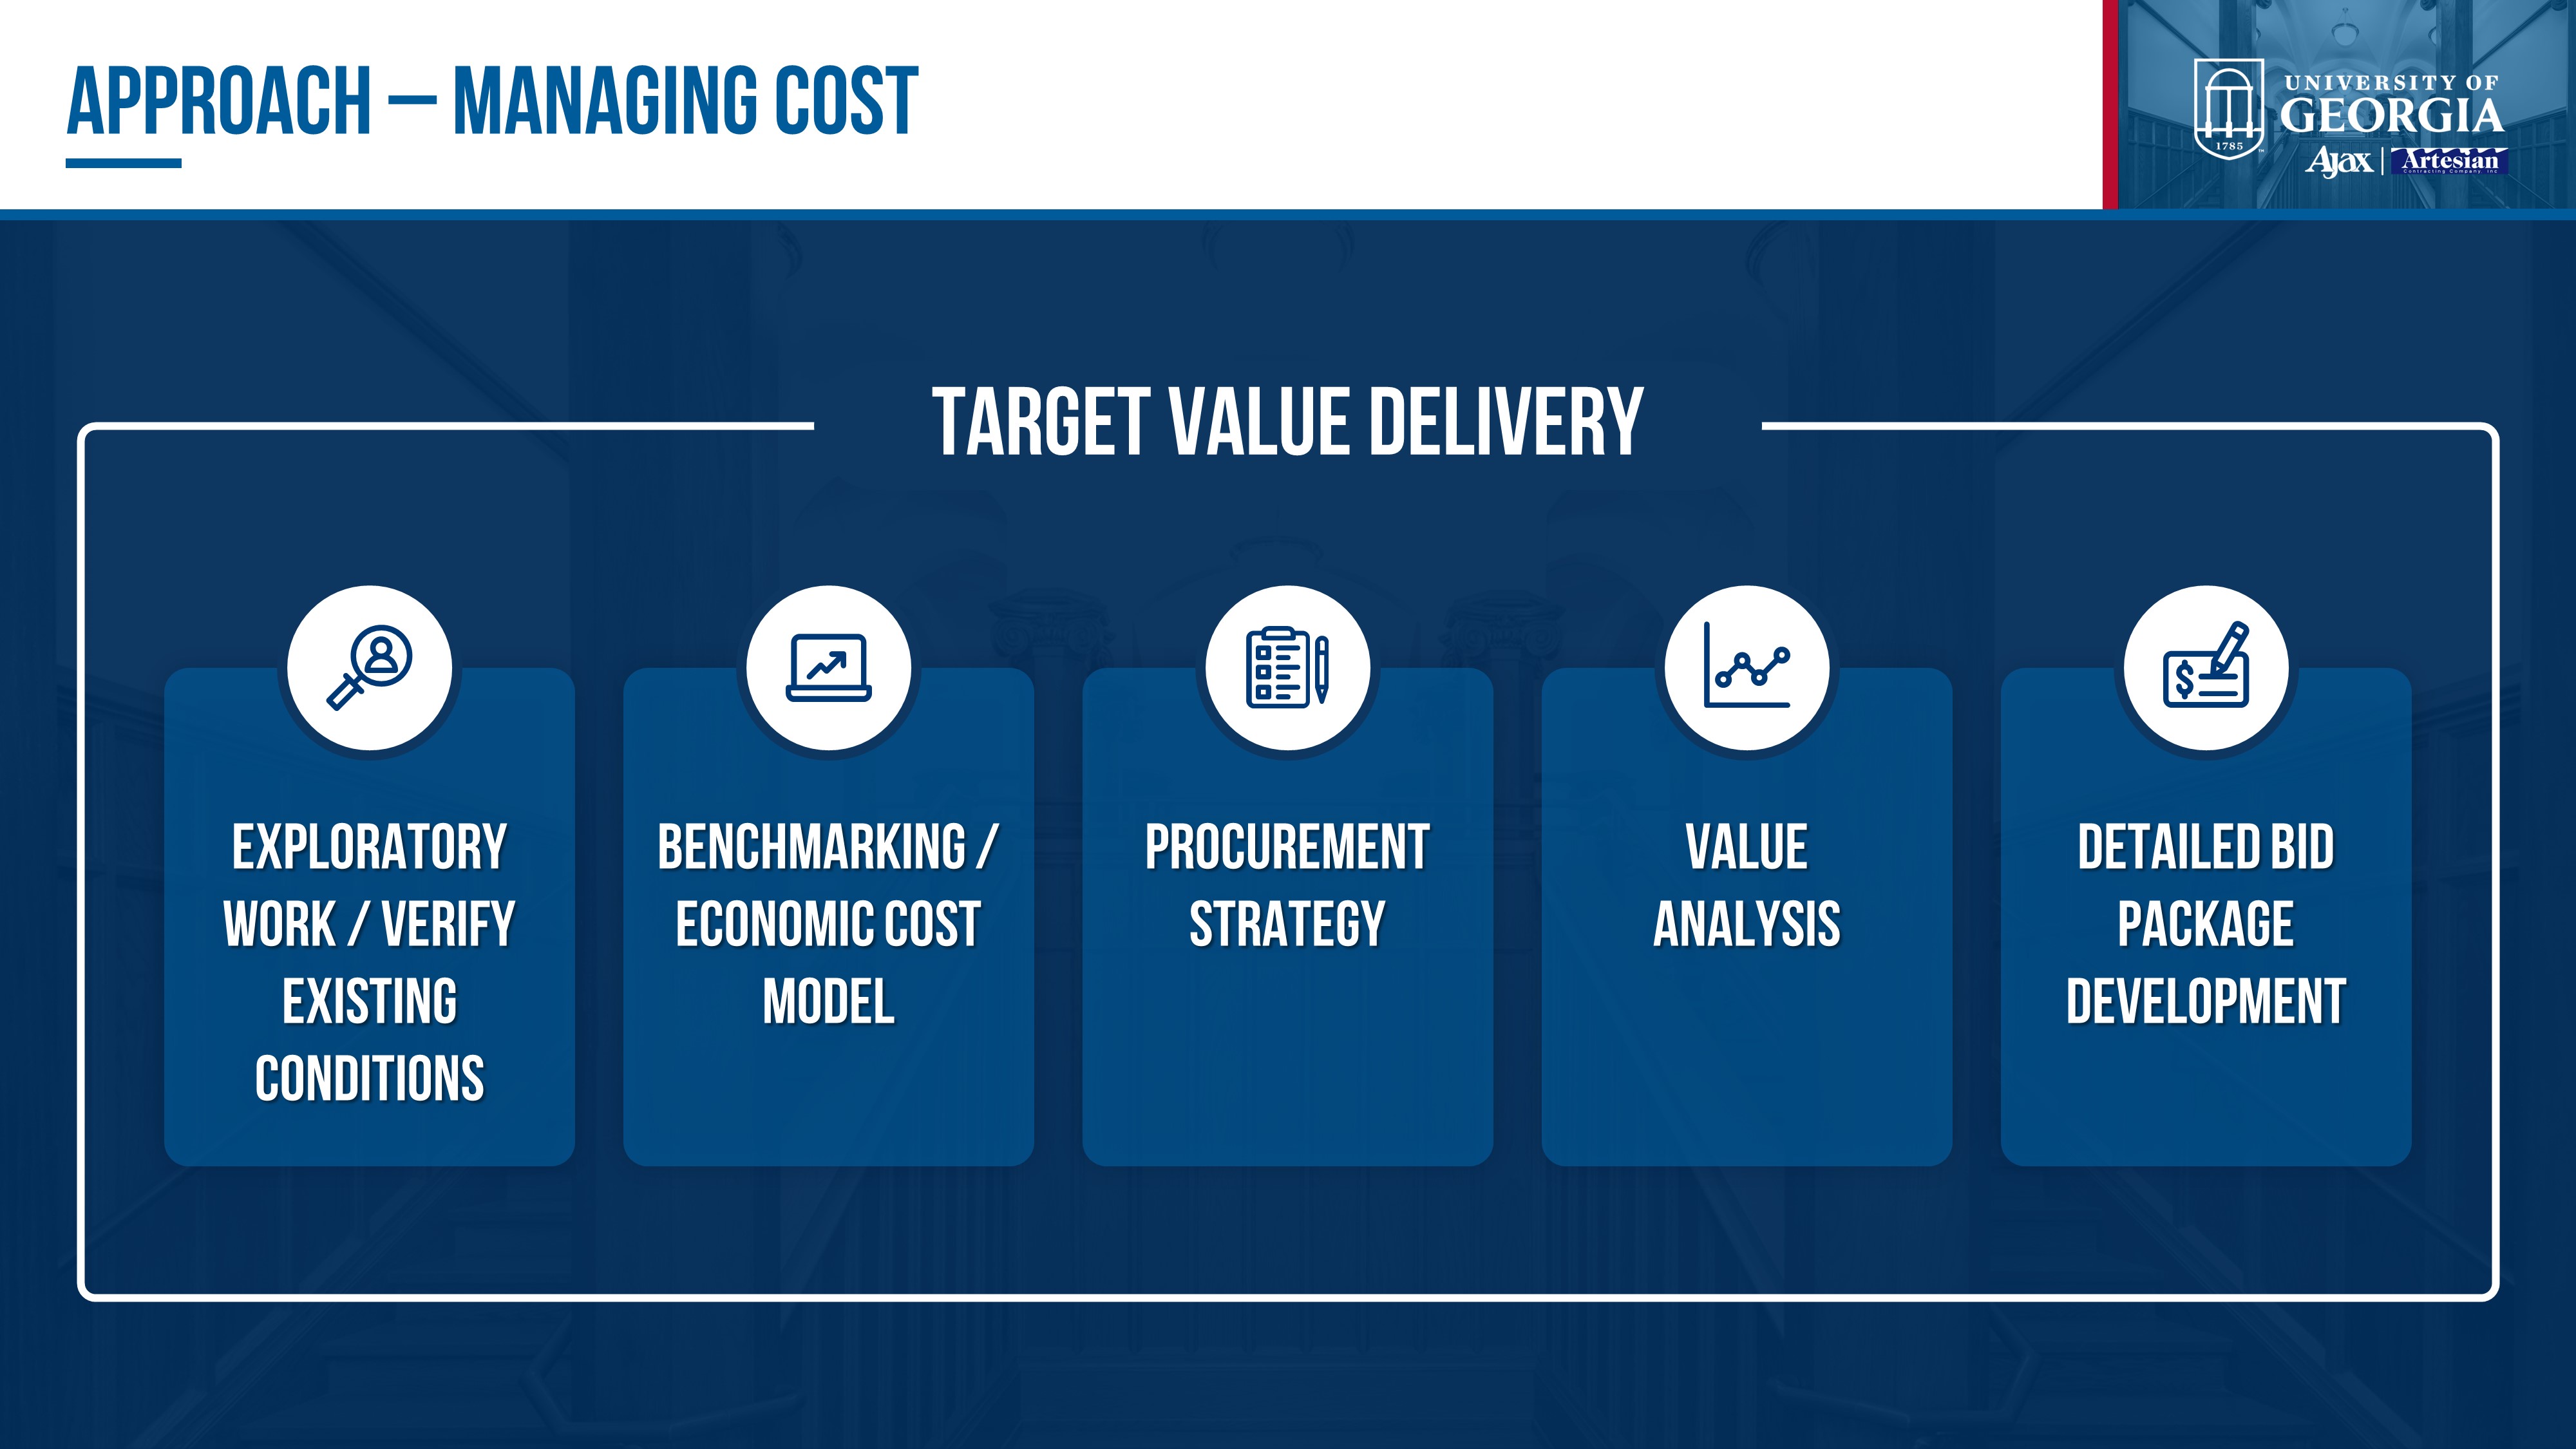 APPROACH – MANAGING COST
UNIVERSITY OF
GEORGIA
1785
Ajax | Artesian
Contracting Company, Inc
TARGET VALUE DELIVERY
EXPLORATORY
WORK / VERIFY
EXISTING
CONDITIONS
BENCHMARKING /
ECONOMIC COST
MODEL
PROCUREMENT
STRATEGY
VALUE
ANALYSIS
DETAILED BID
PACKAGE
DEVELOPMENT